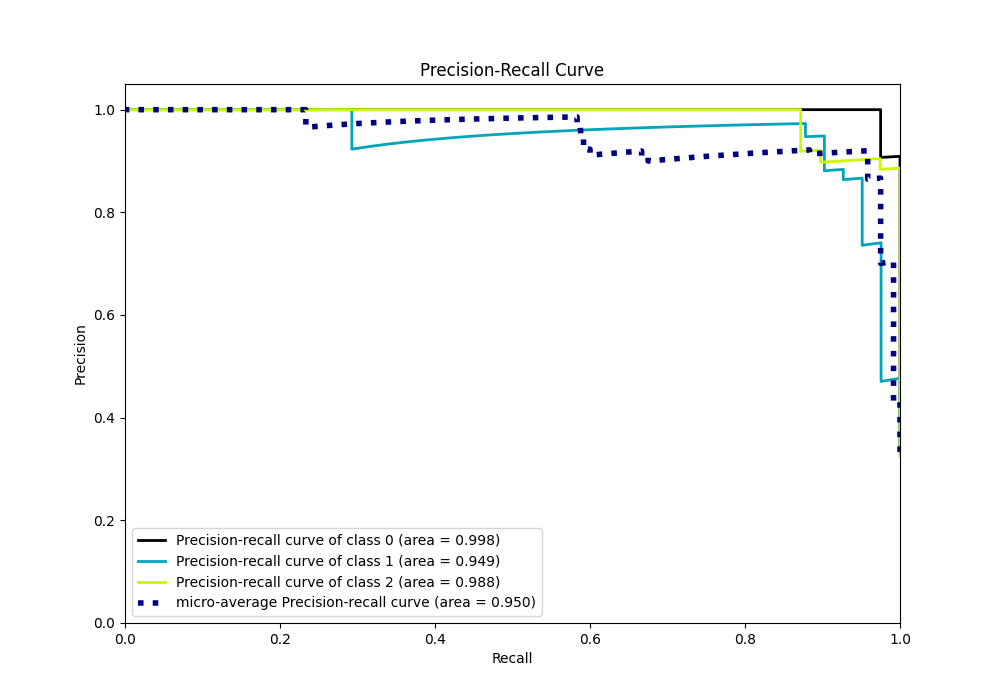 Precision-Recall Curve
1.0
0.8
0.6
0.4
0.2
0.0
Precision
Precision-recall curve of class 0 (area = 0.998)
Precision-recall curve of class 1 (area = 0.949)
Precision-recall curve of class 2 (area = 0.988)
micro-average Precision-recall curve (area = 0.950)
0.0 0.2 0.4 0.6 0.8 1.0
Recall